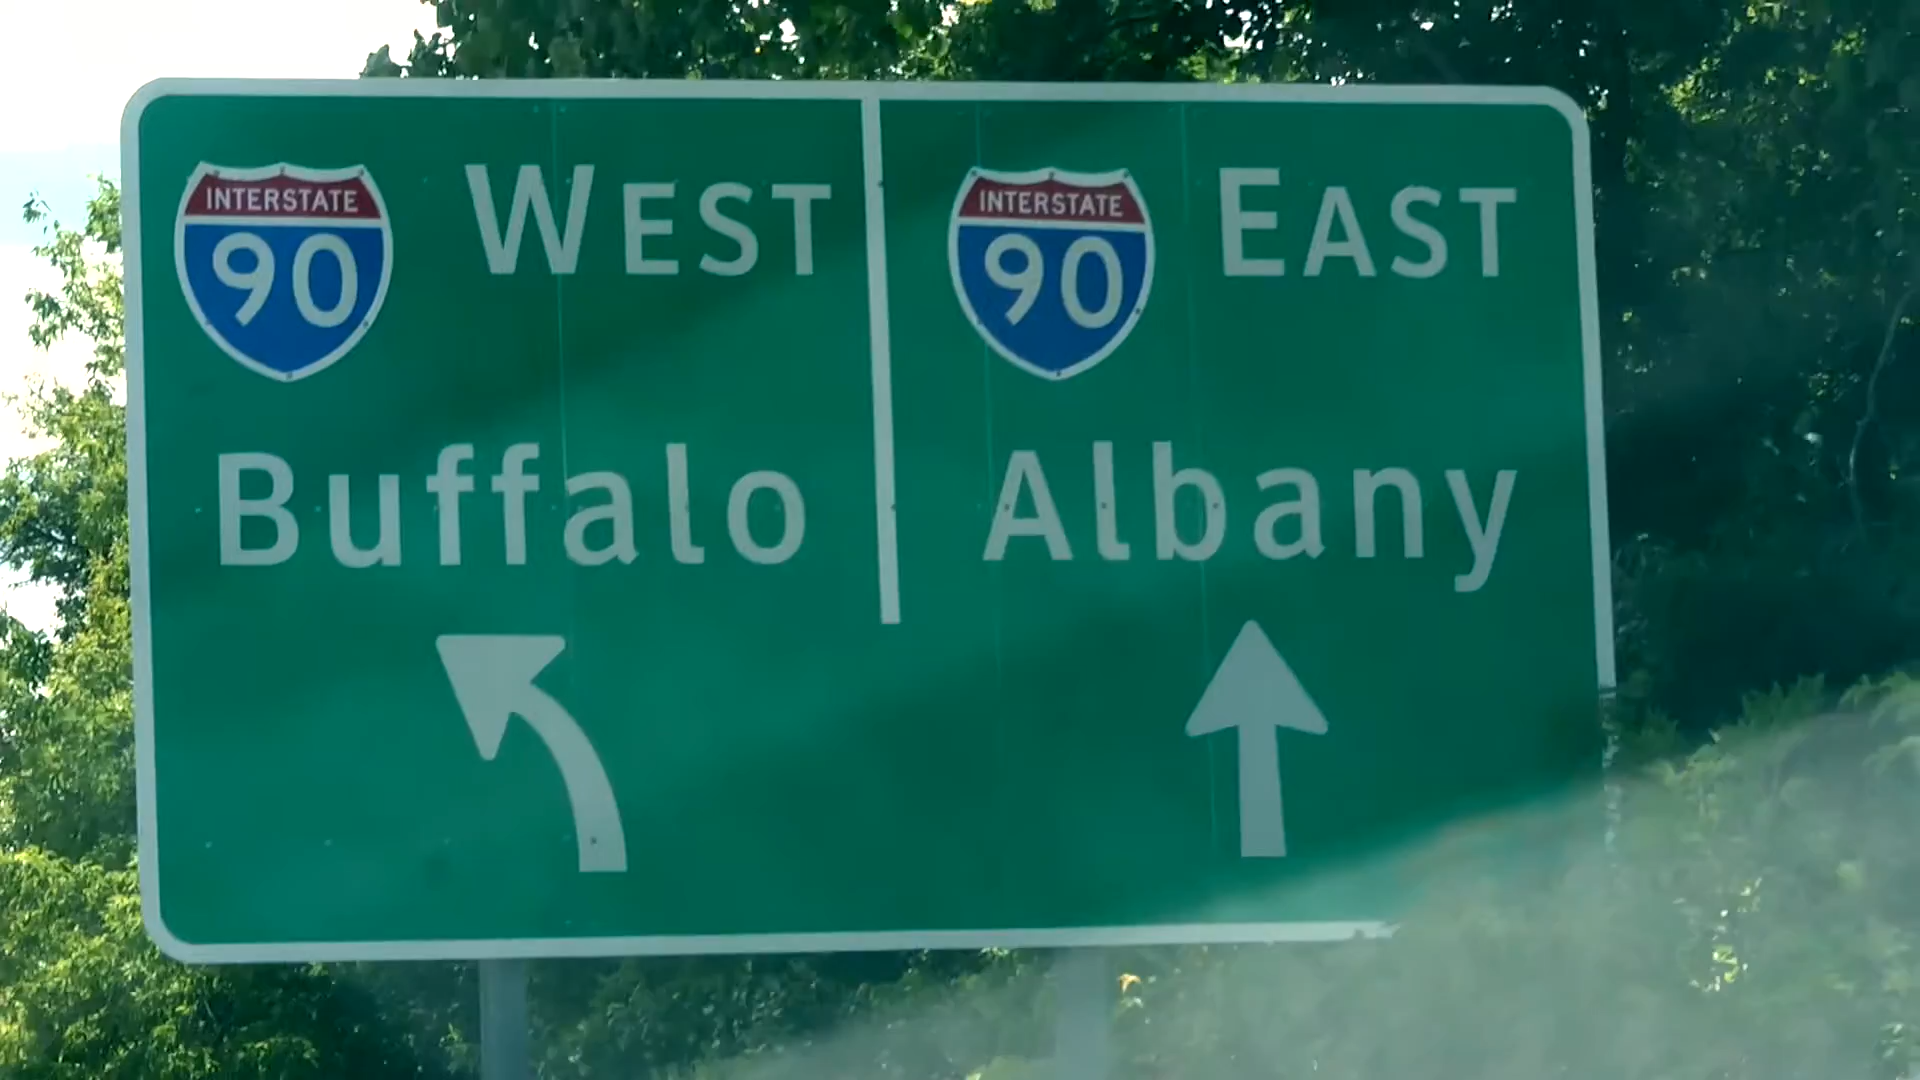 INTERSTATE
90
WEST
Buffalo
INTERSTATE
90
EAST
Albany